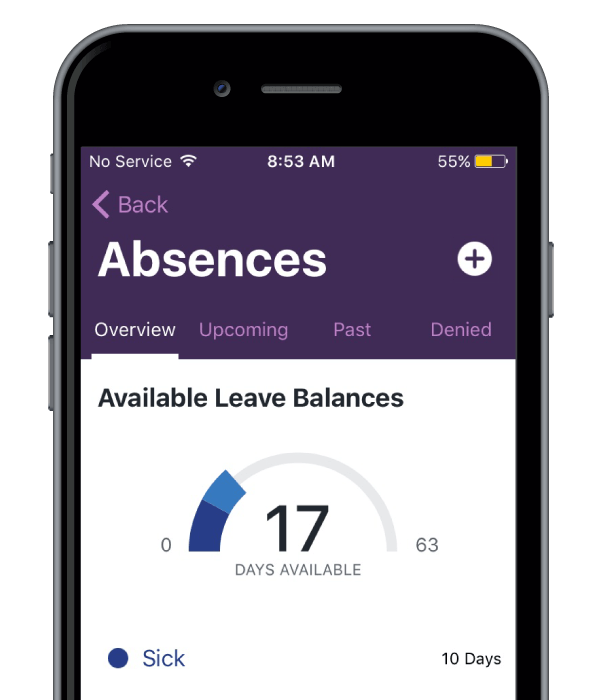 No Service 8:53 AM 55%
Back
Absences
Overview Upcoming Past Denied
Available Leave Balances
17
0 63
DAYS AVAILABLE
Sick 10 Days